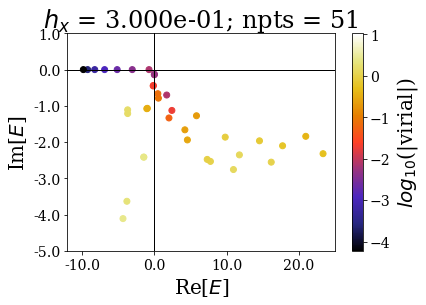 $h_x$ = 3.000e-01; npts = 51
1.0
0.0
-1.0
-2.0
-3.0
-4.0
-5.0
Im[$E$]
-10.0 0.0 10.0 20.0
Re[$E$]
1
0
−1
−2
−3
−4
$log_{10}$(|virial|)